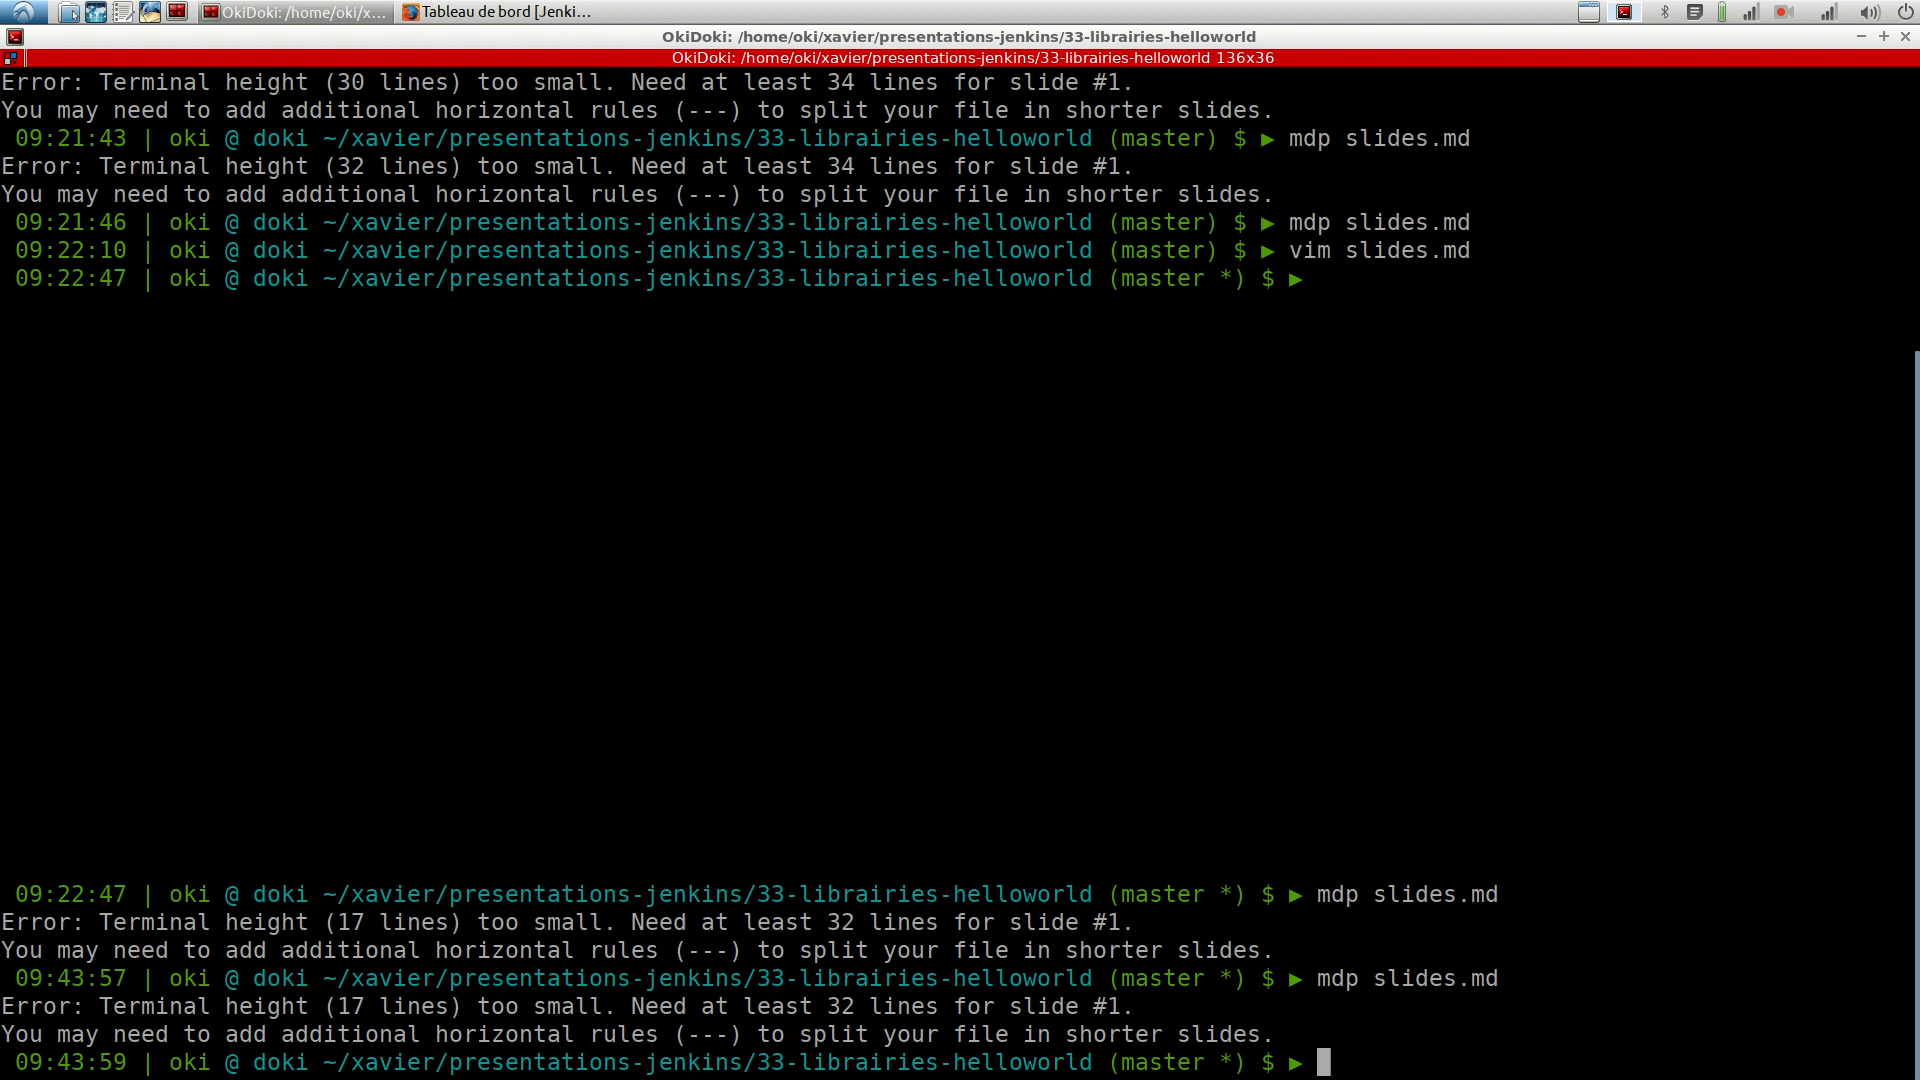 OkiDoki: /home/oki/x...
Tableau de bord [Jenki...
OkiDoki: /home/oki/xavier/presentations-jenkins/33-librairies-helloworld
OkiDoki: /home/oki/xavier/presentations-jenkins/33-librairies-helloworld 136x36
Error: Terminal height (30 lines) too small. Need at least 34 lines for slide #1.
You may need to add additional horizontal rules (---) to split your file in shorter slides.
09:21:43 | oki @ doki ~/xavier/presentations-jenkins/33-librairies-helloworld (master) $ ▶ mdp slides.md
Error: Terminal height (32 lines) too small. Need at least 34 lines for slide #1.
You may need to add additional horizontal rules (---) to split your file in shorter slides.
09:21:46 | oki @ doki ~/xavier/presentations-jenkins/33-librairies-helloworld (master) $ ▶ mdp slides.md
09:22:10 | oki @ doki ~/xavier/presentations-jenkins/33-librairies-helloworld (master) $ ▶ vim slides.md
09:22:47 | oki @ doki ~/xavier/presentations-jenkins/33-librairies-helloworld (master *) $ ▶
09:22:47 | oki @ doki ~/xavier/presentations-jenkins/33-librairies-helloworld (master *) $ ▶ mdp slides.md
Error: Terminal height (17 lines) too small. Need at least 32 lines for slide #1.
You may need to add additional horizontal rules (---) to split your file in shorter slides.
09:43:57 | oki @ doki ~/xavier/presentations-jenkins/33-librairies-helloworld (master *) $ ▶ mdp slides.md
Error: Terminal height (17 lines) too small. Need at least 32 lines for slide #1.
You may need to add additional horizontal rules (---) to split your file in shorter slides.
09:43:59 | oki @ doki ~/xavier/presentations-jenkins/33-librairies-helloworld (master *) $ ▶